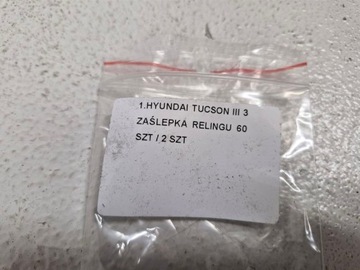 1.HYUNDAI TUCSON III 3
ZAŚLEPKA RELINGU 60
SZT / 2 SZT